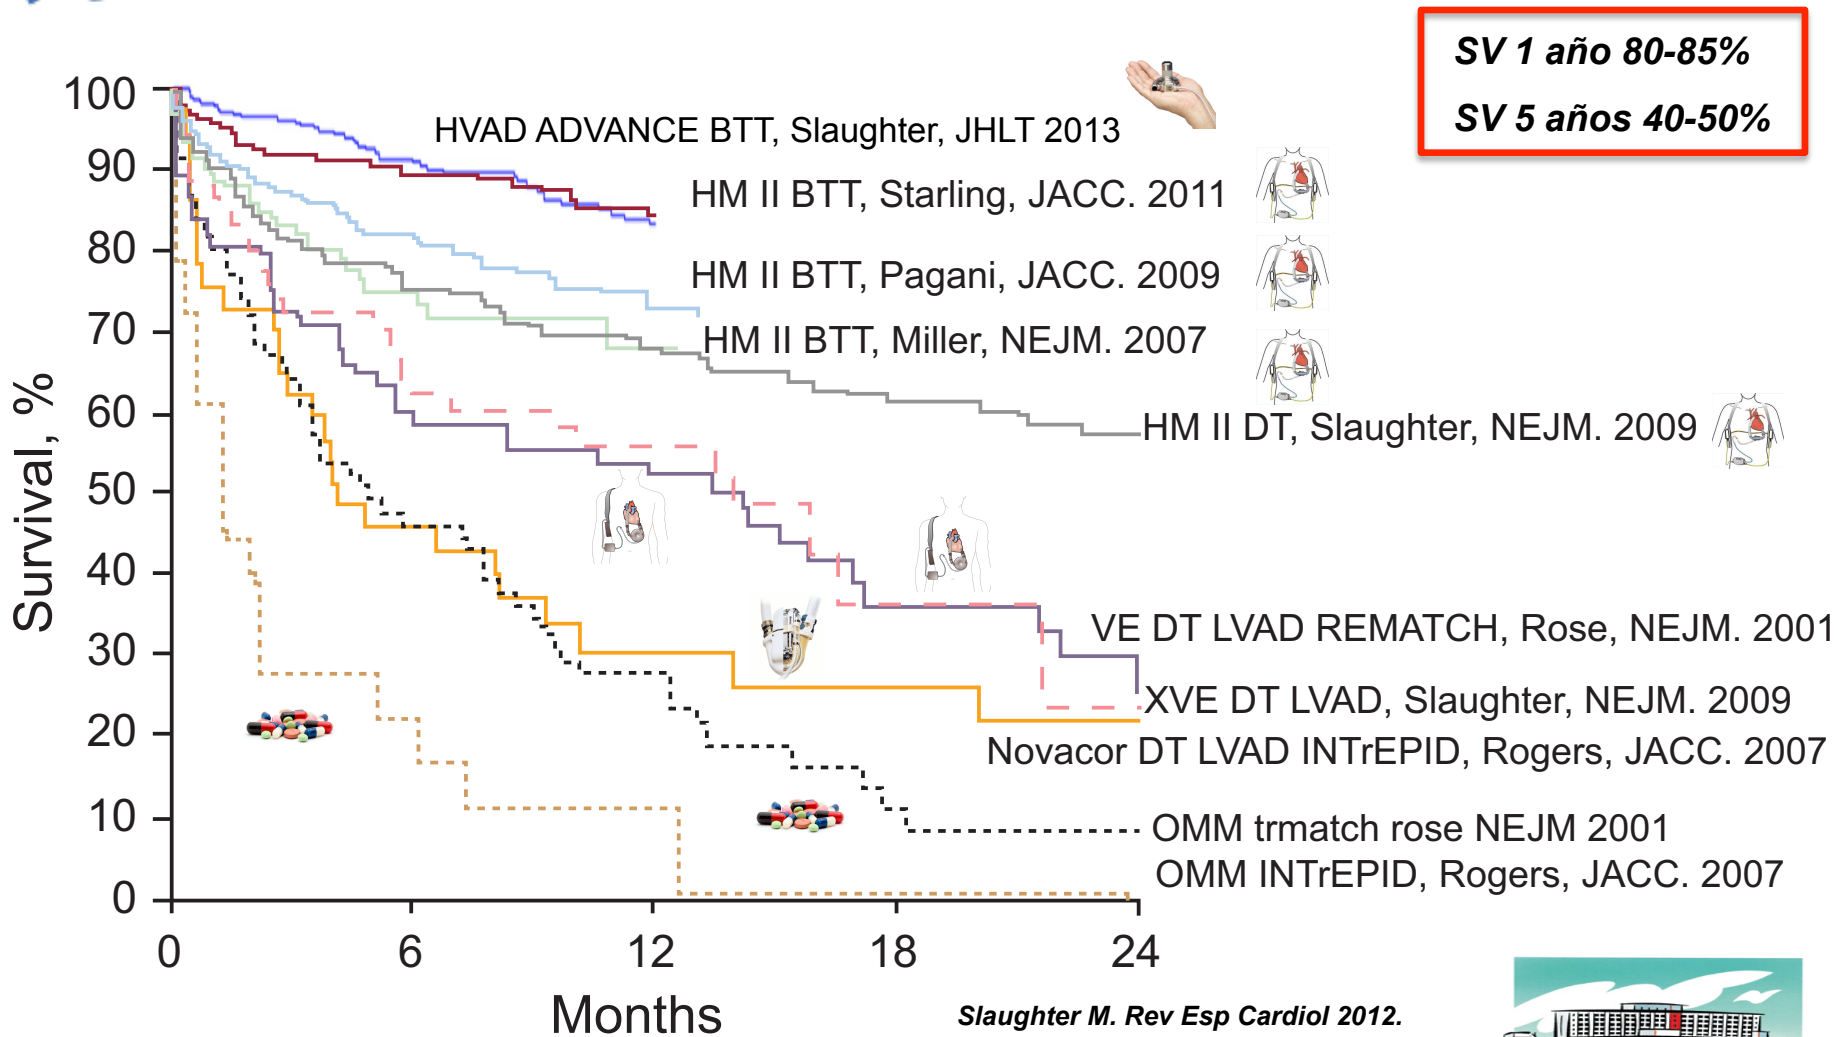 SV 1 año 80-85%
SV 5 años 40-50%
100
90
80
70
60
50
40
30
20
10
0
Survival, %
HVAD ADVANCE BTT, Slaughter, JHLT 2013
HM II BTT, Starling, JACC. 2011
HM II BTT, Pagani, JACC. 2009
HM II BTT, Miller, NEJM. 2007
HM II DT, Slaughter, NEJM. 2009
VE DT LVAD REMATCH, Rose, NEJM. 2001
XVE DT LVAD, Slaughter, NEJM. 2009
Novacor DT LVAD INTrEPID, Rogers, JACC. 2007
OMM trmatch rose NEJM 2001
OMM INTrEPID, Rogers, JACC. 2007
0 6 12 18 24
Months
Slaughter M. Rev Esp Cardiol 2012.